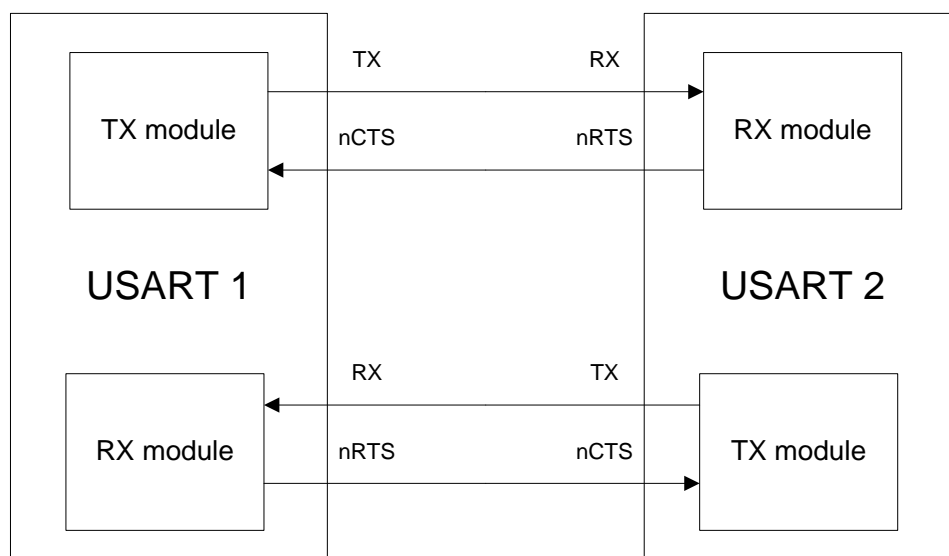 TX RX
TX module RX module
nCTS nRTS
USART 1 USART 2
RX TX
RX module TX module
nRTS nCTS